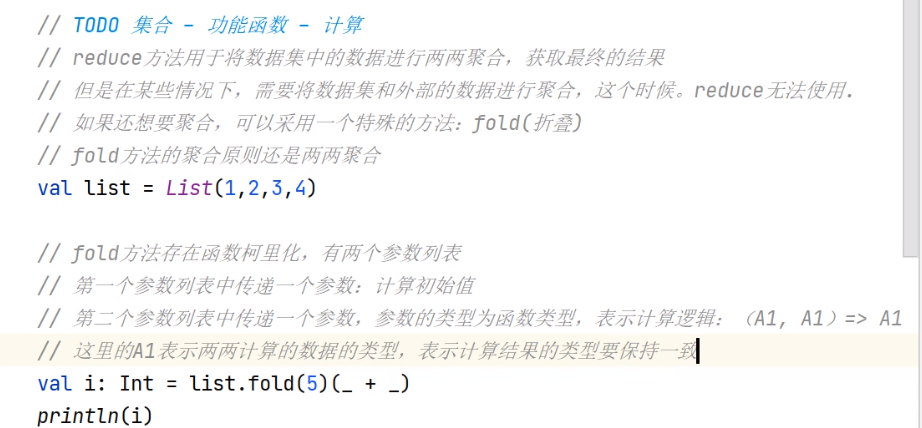 // TODO 集合 - 功能函数 - 计算
// reduce方法用于将数据集中的数据进行两两聚合，获取最终的结果
// 但是在某些情况下，需要将数据集和外部的数据进行聚合，这个时候。reduce无法使用.
// 如果还想要聚合，可以采用一个特殊的方法：fold(折叠)
// fold方法的聚合原则还是两两聚合
val list = List(1,2,3,4)
// fold方法存在函数柯里化，有两个参数列表
// 第一个参数列表中传递一个参数：计算初始值
// 第二个参数列表中传递一个参数，参数的类型为函数类型，表示计算逻辑：（A1, A1）=> A1
// 这里的A1表示两两计算的数据的类型，表示计算结果的类型要保持一致
val i: Int = list.fold(5)(_ + _)
println(i)